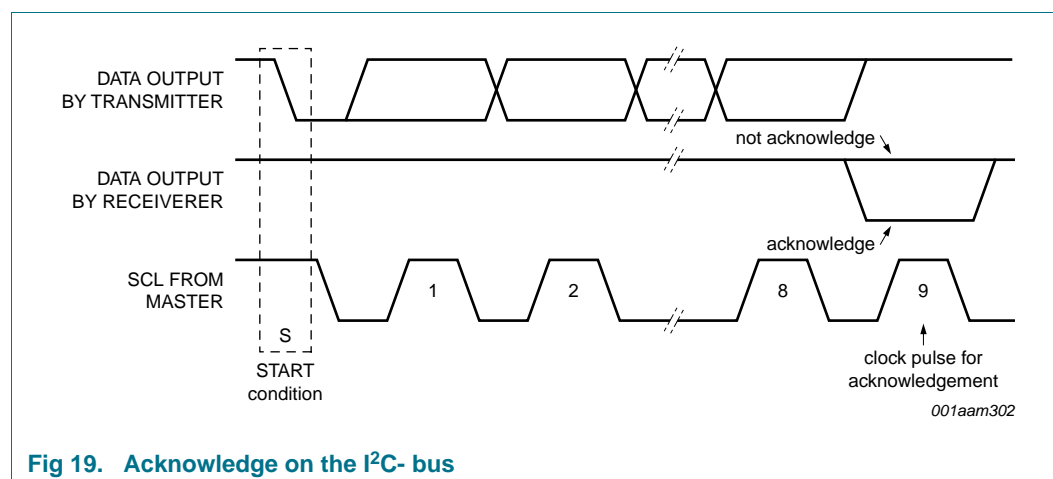 DATA OUTPUT
BY TRANSMITTER
not acknowledge
DATA OUTPUT
BY RECEIVERER
acknowledge
SCL FROM
MASTER
1
2
8
9
S
START
condition
clock pulse for
acknowledgement
001aam302
Fig 19. Acknowledge on the I²C- bus